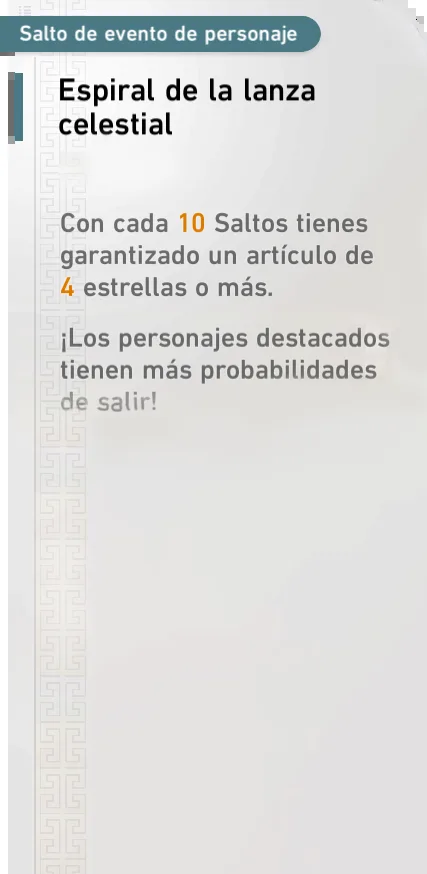 Salto de evento de personaje
Espiral de la lanza
celestial
Con cada 10 Saltos tienes
garantizado un artículo de
4 estrellas o más.
¡Los personajes destacados
tienen más probabilidades
de salir!